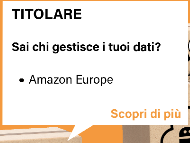 TITOLARE
Sai chi gestisce i tuoi dati?
• Amazon Europe
Scopri di più